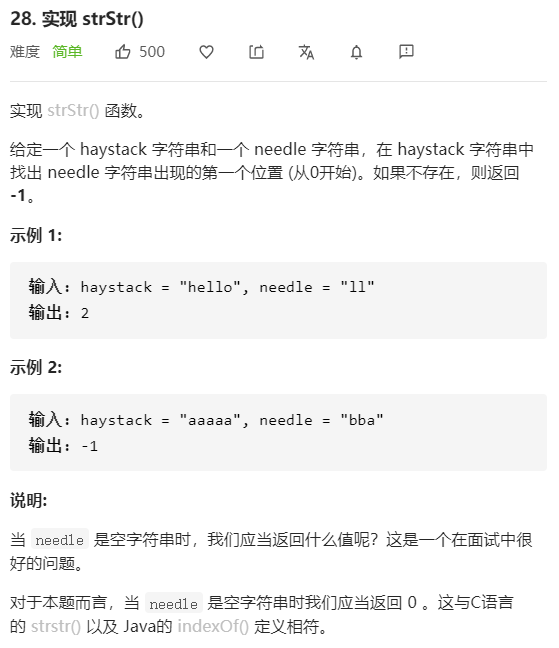 28. 实现 strStr()
难度 简单 500
实现 strStr() 函数。
给定一个 haystack 字符串和一个 needle 字符串，在 haystack 字符串中
找出 needle 字符串出现的第一个位置 (从0开始)。如果不存在，则返回
-1。
示例 1:
输入: haystack = "hello", needle = "ll"
输出: 2
示例 2:
输入: haystack = "aaaaa", needle = "bba"
输出: -1
说明:
当 needle 是空字符串时，我们应当返回什么值呢？这是一个在面试中很
好的问题。
对于本题而言，当 needle 是空字符串时我们应当返回 0 。这与C语言
的 strstr() 以及 Java的 indexOf() 定义相符。